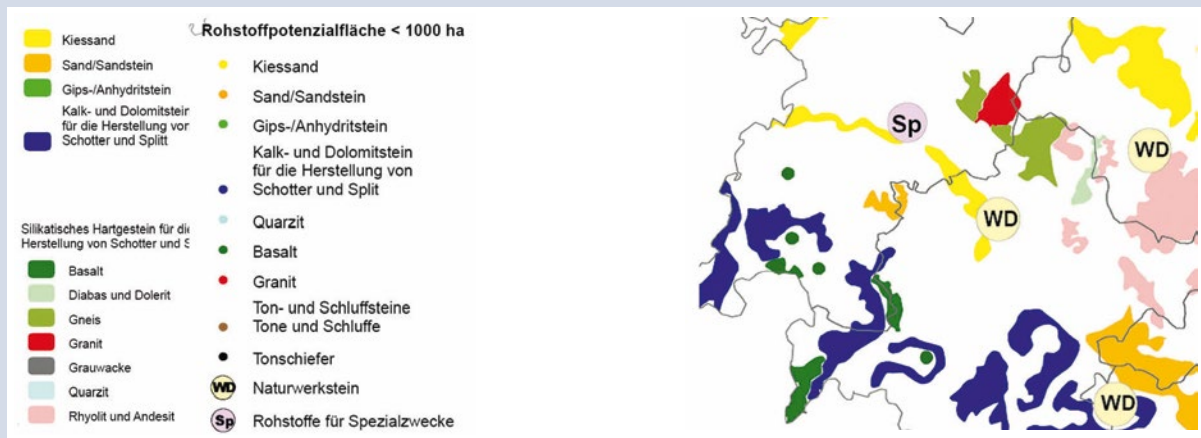 Kiessand
Sand/Sandstein
Gips-/Anhydritstein
Kalk- und Dolomitstein
für die Herstellung von
Schotter und Splitt
Silikatisches Hartgestein für die
Herstellung von Schotter und S
Basalt
Diabas und Dolerit
Gneis
Granit
Grauwacke
Quarzit
Rhyolit und Andesit
Rohstoffpotenzialfläche < 1000 ha
Kiessand
Sand/Sandstein
Gips-/Anhydritstein
Kalk- und Dolomitstein
für die Herstellung von
Schotter und Split
Quarzit
Basalt
Granit
Ton- und Schluffsteine
Tone und Schluffe
Tonschiefer
WD Naturwerkstein
Sp Rohstoffe für Spezialzwecke
Sp
WD
WD
WD